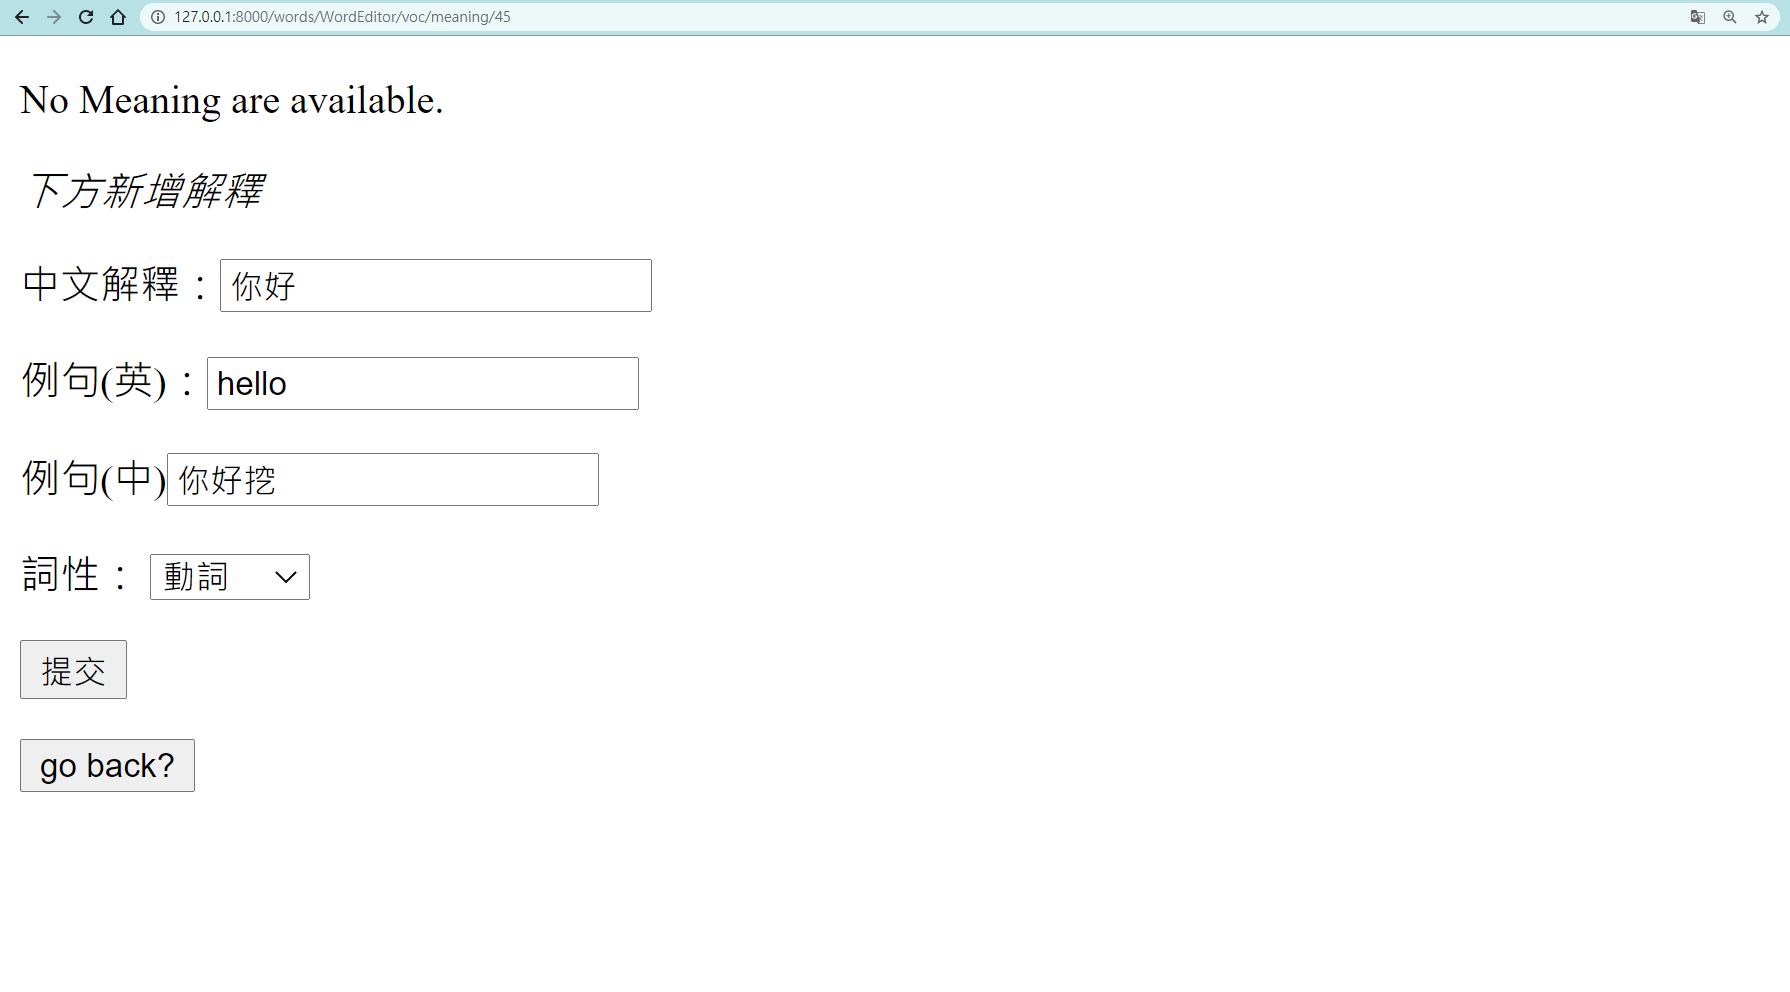 127.0.0.1:8000/words/WordEditor/voc/meaning/45
No Meaning are available.
下方新增解釋
中文解釋：你好
例句(英)：hello
例句(中)你好挖
詞性： 動詞
提交
go back?